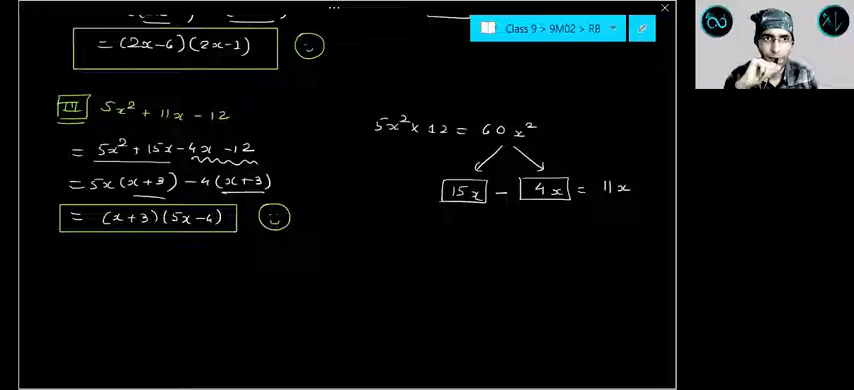 = (2x-6)(2x-1)
Class 9 > 9M02 > RB
III 5x² + 11x - 12
= 5x² + 15x - 4x - 12
= 5x(x+3) - 4(x+3)
= (x+3)(5x-4)
5x² x 12 = 60x²
15x - 4x = 11x